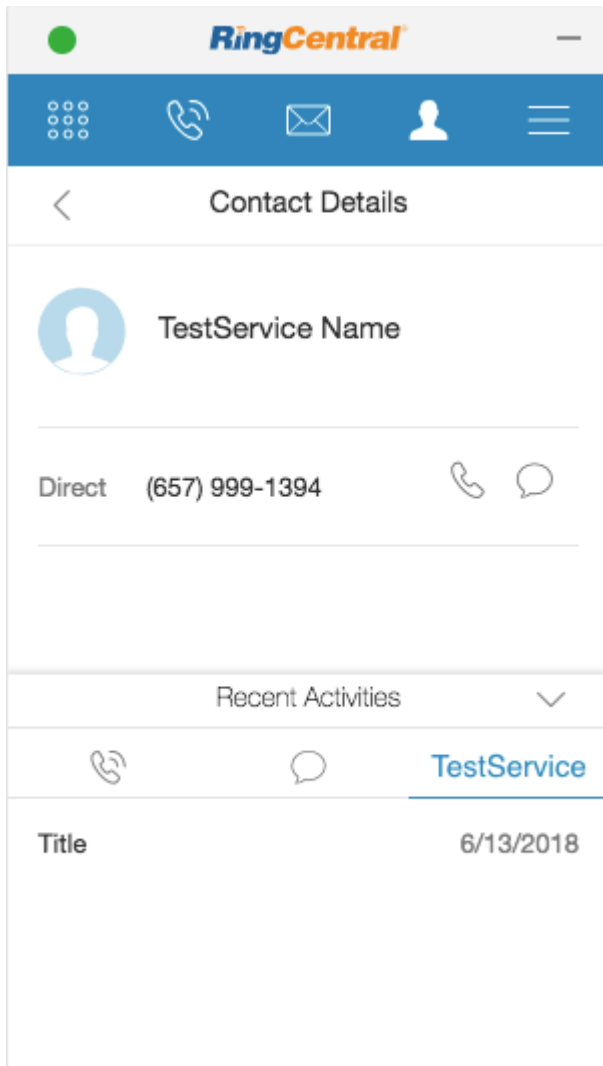 RingCentral®
Contact Details
TestService Name
Direct (657) 999-1394
Recent Activities
TestService
Title 6/13/2018